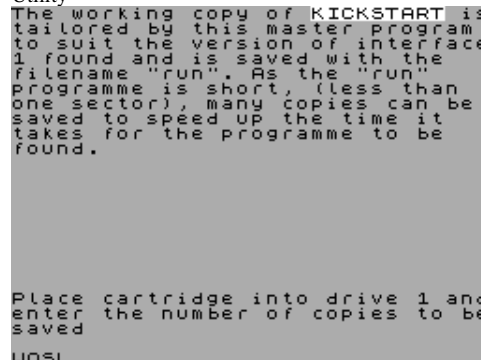 The working copy of KICKSTART is
tailored by this master program
to suit the version of interface
1 found and is saved with the
filename "run". As the "run"
programme is short, (less than
one sector), many copies can be
saved to speed up the time it
takes for the programme to be
found.
Place cartridge into drive 1 and
enter the number of copies to be
saved